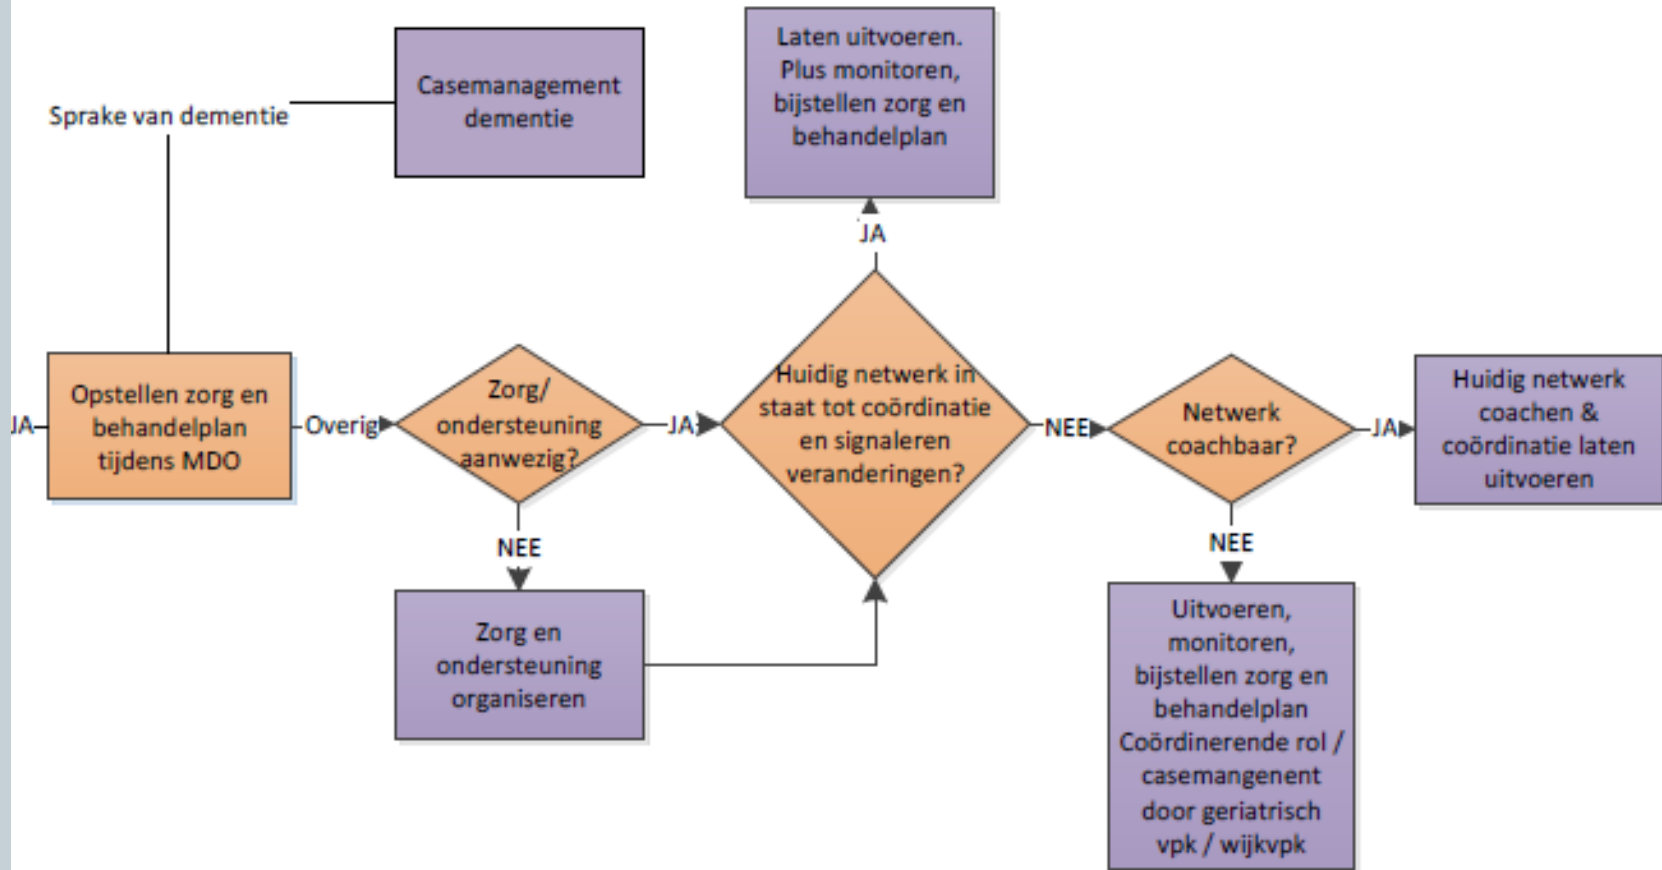 Sprake van dementie
Casemanagement
dementie
Laten uitvoeren.
Plus monitoren,
bijstellen zorg en
behandelplan
JA
JA
Opstellen zorg en
behandelplan
tijdens MDO
Overig
Zorg/
ondersteuning
aanwezig?
JA
Huidig netwerk in
staat tot coördinatie
en signaleren
veranderingen?
NEE
Netwerk
coachbaar?
JA
Huidig netwerk
coachen &
coördinatie laten
uitvoeren
NEE
Zorg en
ondersteuning
organiseren
NEE
Uitvoeren,
monitoren,
bijstellen zorg en
behandelplan
Coördinerende rol /
casemangenent
door geriatrisch
vpk / wijkvpk